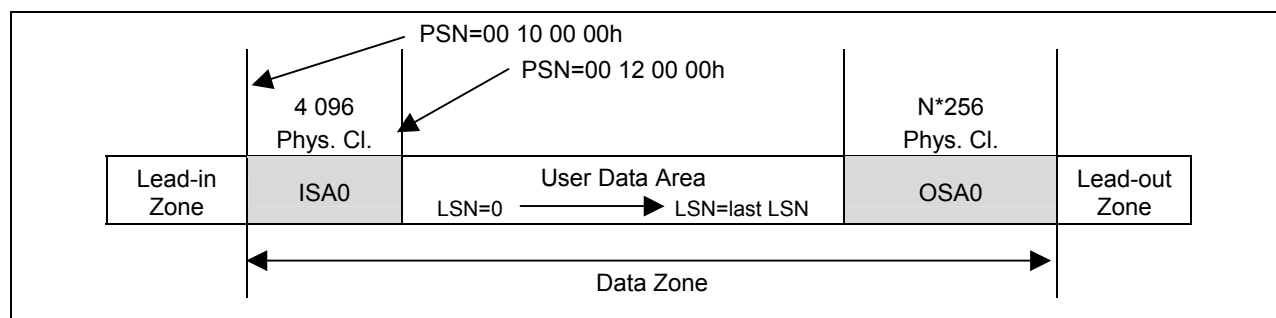 PSN=00 10 00 00h
PSN=00 12 00 00h
4 096
Phys. Cl.
N*256
Phys. Cl.
Lead-in
Zone
ISA0
User Data Area
LSN=0
LSN=last LSN
OSA0
Lead-out
Zone
Data Zone